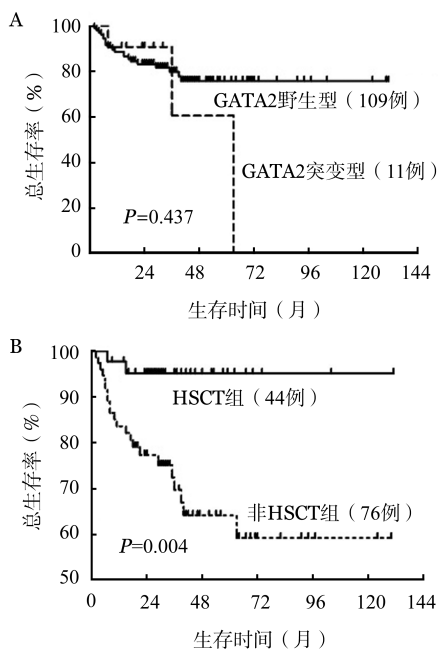 A
100
80
60
40
20
0
总生存率（%）
GATA2野生型（109例）
GATA2突变型（11例）
P=0.437
24 48 72 96 120 144
生存时间（月）
B
100
90
80
70
60
50
总生存率（%）
HSCT组（44例）
非HSCT组（76例）
P=0.004
0 24 48 72 96 120 144
生存时间（月）